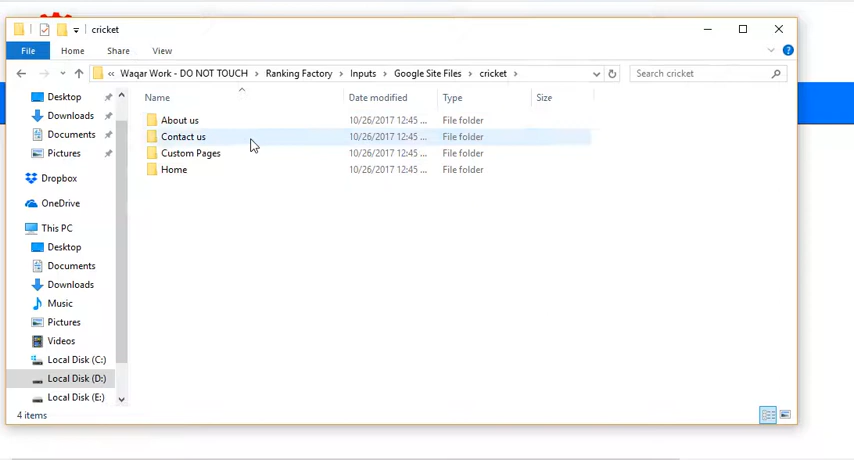 cricket
File Home Share View
« Waqar Work - DO NOT TOUCH > Ranking Factory > Inputs > Google Site Files > cricket >
Search cricket
Name Date modified Type Size
Desktop
Downloads
Documents
Pictures
Dropbox
OneDrive
This PC
Desktop
Documents
Downloads
Music
Pictures
Videos
Local Disk (C:)
Local Disk (D:)
Local Disk (E:)
About us 10/26/2017 12:45 ... File folder
Contact us 10/26/2017 12:45 ... File folder
Custom Pages 10/26/2017 12:45 ... File folder
Home 10/26/2017 12:45 ... File folder
4 items